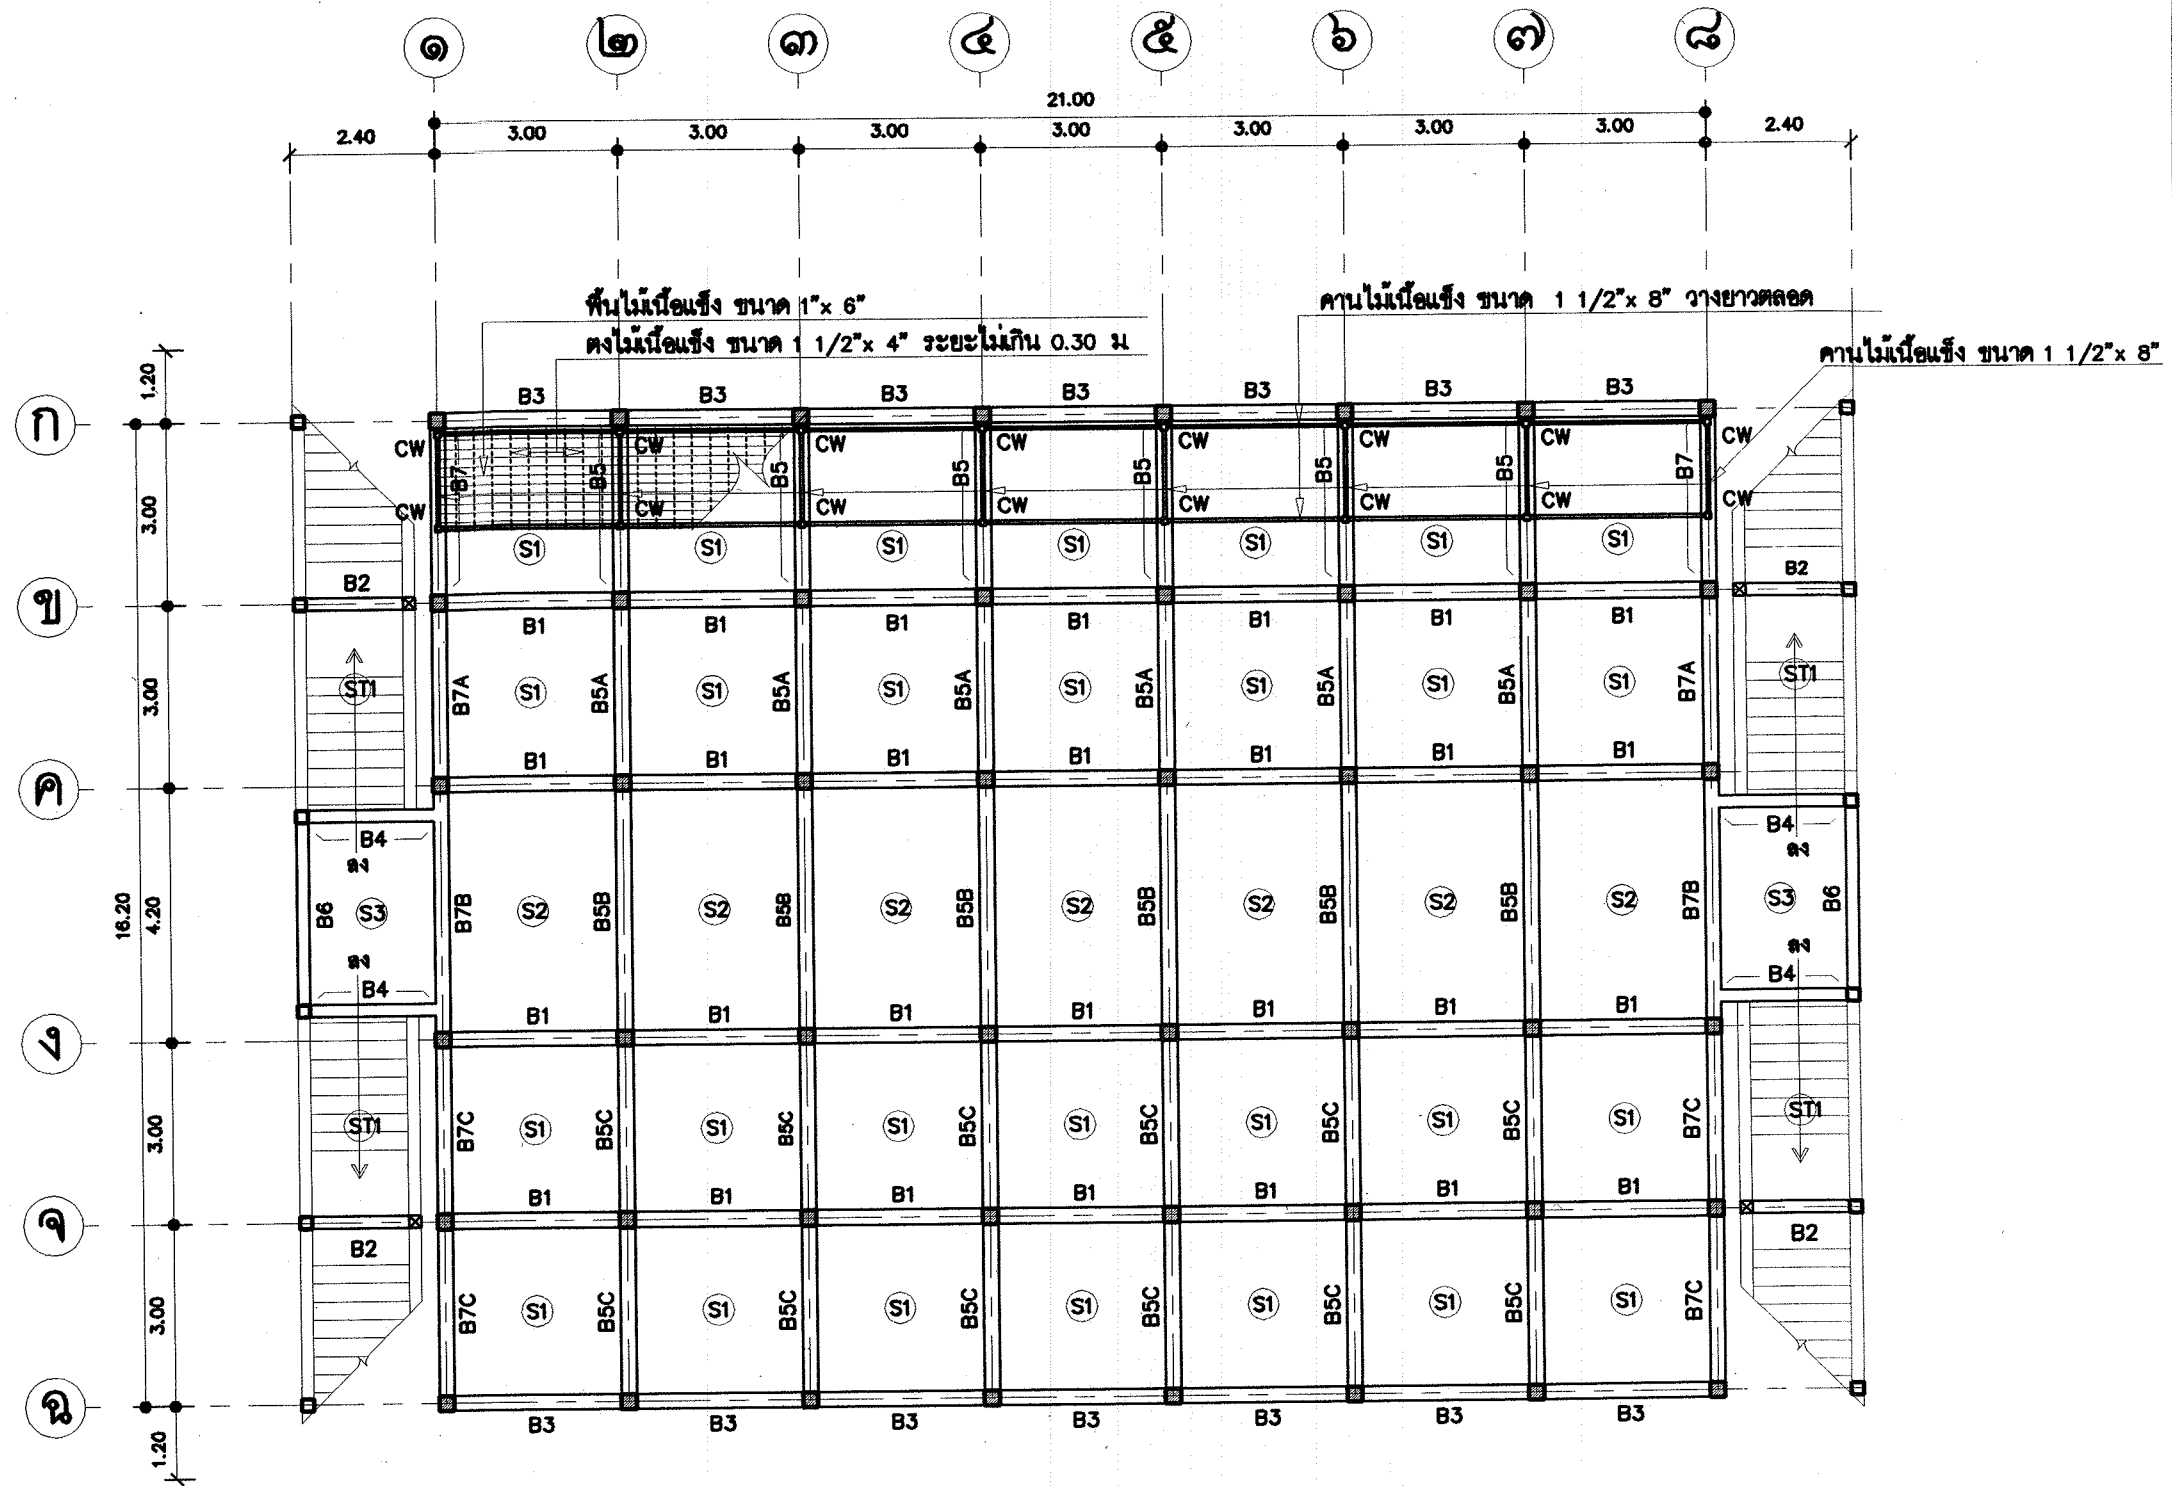 ๑ ๒ ๓ ๔ ๕ ๖ ๗ ๘
21.00
2.40 3.00 3.00 3.00 3.00 3.00 3.00 3.00 2.40
พื้นไม้เนื้อแข็ง ขนาด 1"x 6"
คานไม้เนื้อแข็ง ขนาด 1 1/2"x 8" วางยาวตลอด
ตงไม้เนื้อแข็ง ขนาด 1 1/2"x 4" ระยะไม่เกิน 0.30 ม
คานไม้เนื้อแข็ง ขนาด 1 1/2"x 8"
1.20
B3 B3 B3 B3 B3 B3 B3
ก
CW CW CW CW CW CW CW CW
B7 B5 B5 B5 B5 B5 B5 B7
3.00
CW CW CW CW CW CW CW CW
S1 S1 S1 S1 S1 S1 S1
B2 B2
ข
B1 B1 B1 B1 B1 B1 B1
3.00
ST1 B7A S1 B5A S1 B5A S1 B5A S1 B5A S1 B5A S1 B5A S1 B7A ST1
B1 B1 B1 B1 B1 B1 B1
ค
B4 B4
ลง ลง
16.20 4.20
B6 S3 B7B S2 B5B S2 B5B S2 B5B S2 B5B S2 B5B S2 B5B S2 B7B S3 B6
ลง ลง
B4 B4
B1 B1 B1 B1 B1 B1 B1
ง
3.00
ST1 B7C S1 B5C S1 B5C S1 B5C S1 B5C S1 B5C S1 B5C S1 B7C ST1
B1 B1 B1 B1 B1 B1 B1
จ
B2 B2
3.00
B7C S1 B5C S1 B5C S1 B5C S1 B5C S1 B5C S1 B5C S1 B7C
ฉ
B3 B3 B3 B3 B3 B3 B3
1.20